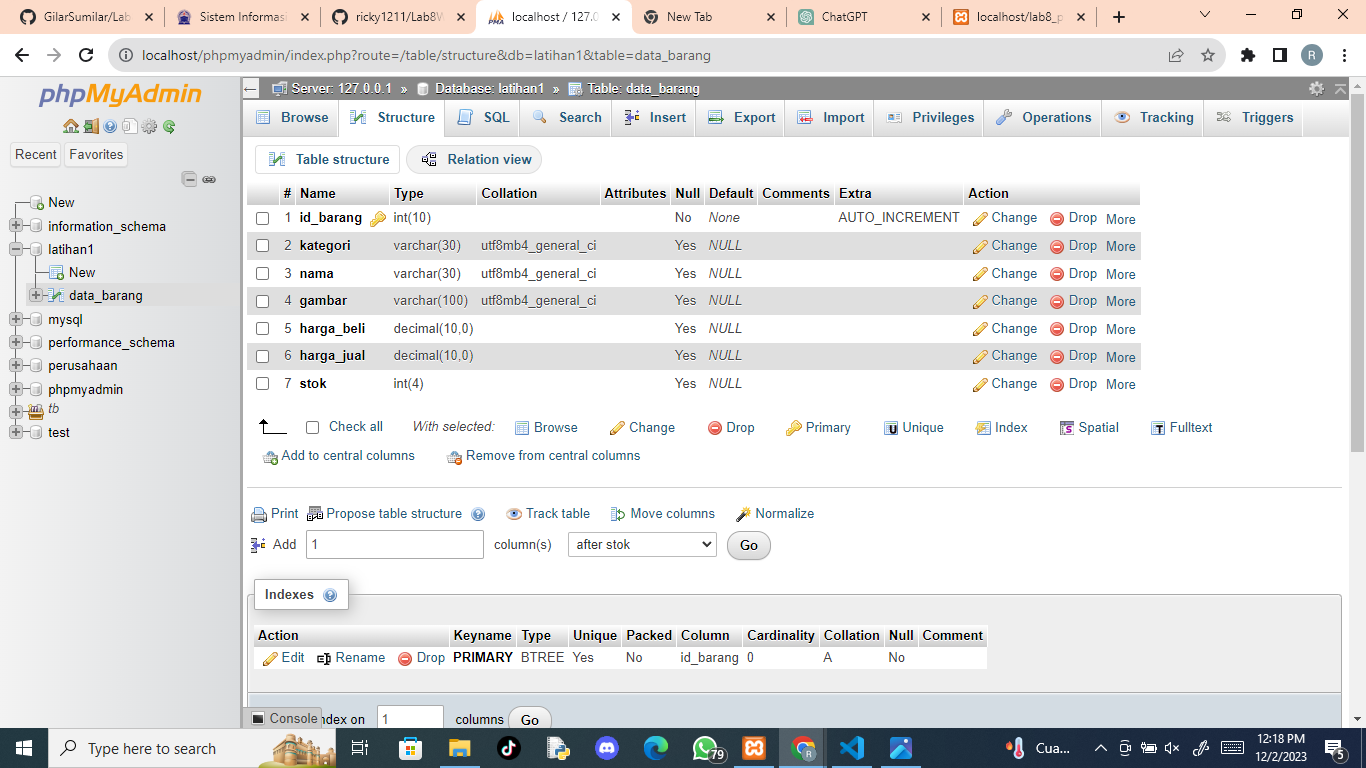 GilarSumilar/Lab
Sistem Informasi
ricky1211/Lab8W
localhost / 127.0
New Tab
ChatGPT
localhost/lab8_p
localhost/phpmyadmin/index.php?route=/table/structure&db=latihan1&table=data_barang
R
phpMyAdmin
Recent Favorites
New
information_schema
latihan1
New
data_barang
mysql
performance_schema
perusahaan
phpmyadmin
tb
test
Server: 127.0.0.1 » Database: latihan1 » Table: data_barang
Browse Structure SQL Search Insert Export Import Privileges Operations Tracking Triggers
Table structure Relation view
# Name Type Collation Attributes Null Default Comments Extra Action
1 id_barang int(10) No None AUTO_INCREMENT Change Drop More
2 kategori varchar(30) utf8mb4_general_ci Yes NULL Change Drop More
3 nama varchar(30) utf8mb4_general_ci Yes NULL Change Drop More
4 gambar varchar(100) utf8mb4_general_ci Yes NULL Change Drop More
5 harga_beli decimal(10,0) Yes NULL Change Drop More
6 harga_jual decimal(10,0) Yes NULL Change Drop More
7 stok int(4) Yes NULL Change Drop More
Check all With selected: Browse Change Drop Primary Unique Index Spatial Fulltext
Add to central columns Remove from central columns
Print Propose table structure Track table Move columns Normalize
Add 1 column(s) after stok Go
Indexes
Action Keyname Type Unique Packed Column Cardinality Collation Null Comment
Edit Rename Drop PRIMARY BTREE Yes No id_barang 0 A No
Console ndex on 1 columns Go
Type here to search
79
Cua...
12:18 PM
12/2/2023
5